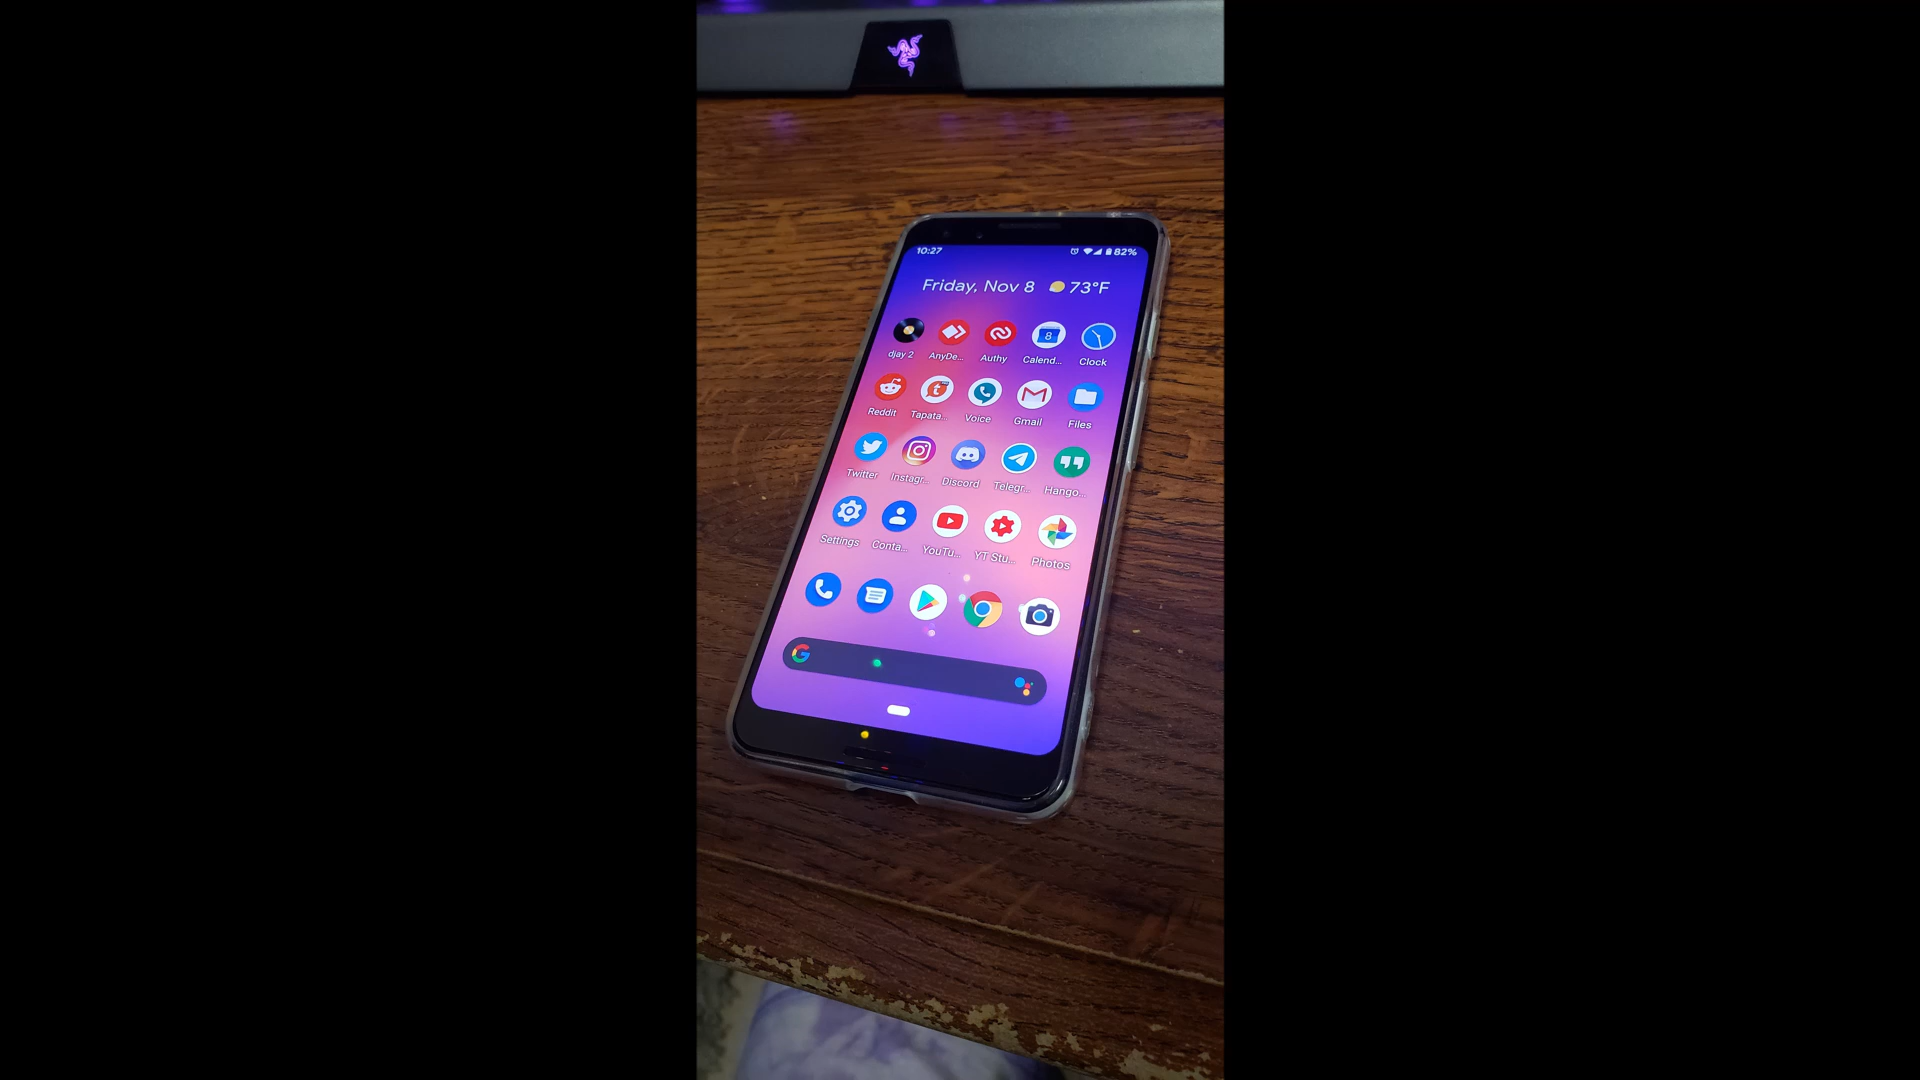 10:27 82%
Friday, Nov 8 73°F
8
djay 2 AnyDe... Authy Calend... Clock
Reddit Tapata... Voice Gmail Files
Twitter Instagr.. Discord Telegr... Hango...
Settings Conta... YouTu... YT Stu... Photos
G